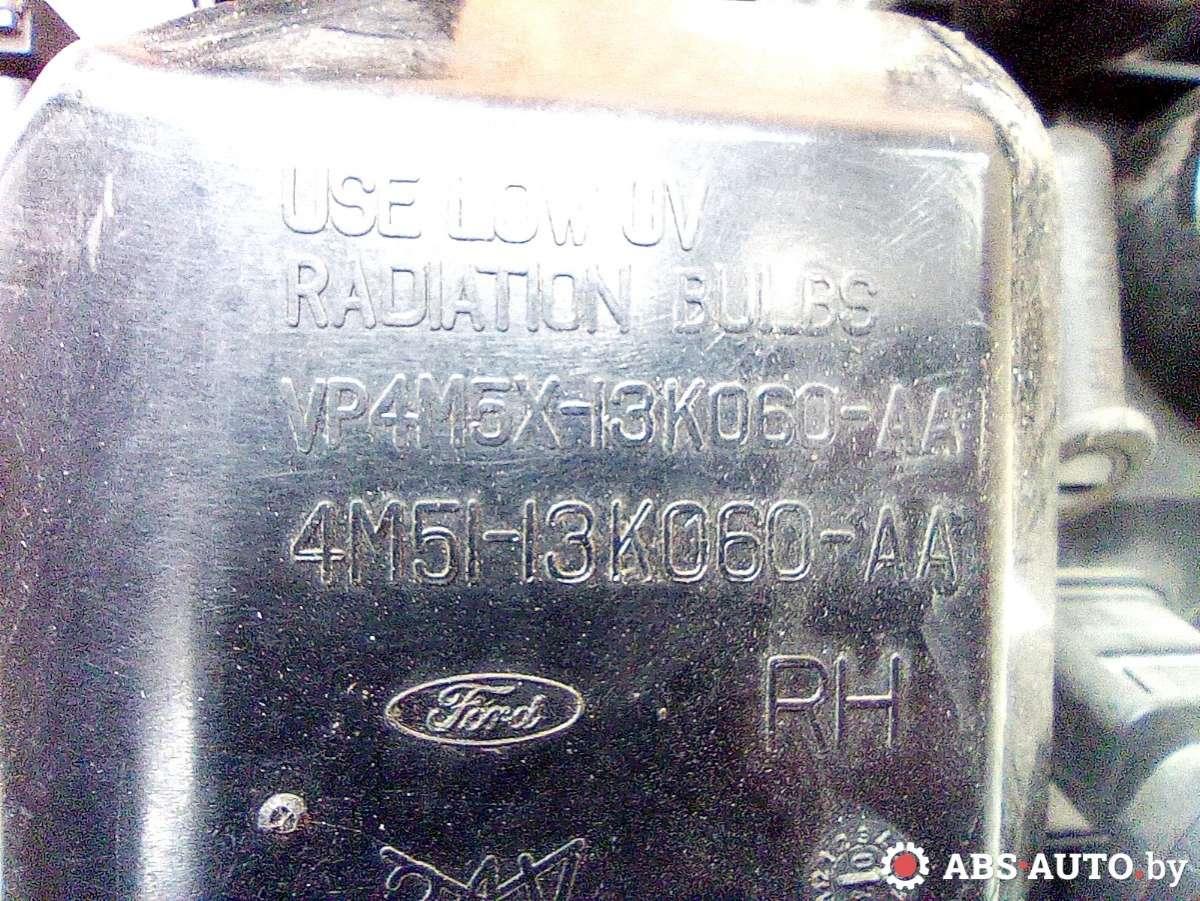 USE LOW UV
RADIATION BULBS
VP4M5X-13K060-AA
4M51-13K060-AA
Ford RH
ABS-AUTO.by